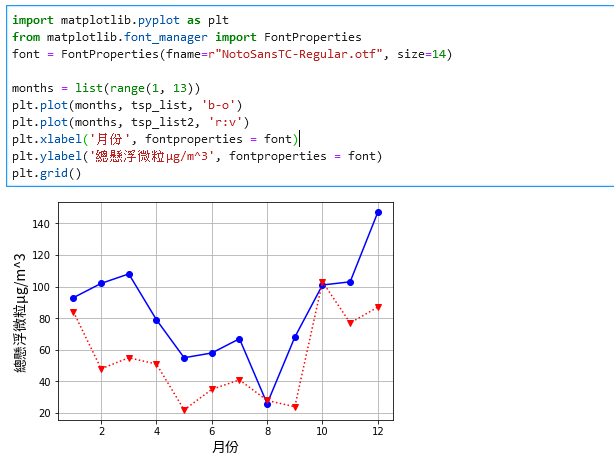 import matplotlib.pyplot as plt
from matplotlib.font_manager import FontProperties
font = FontProperties(fname=r"NotoSansTC-Regular.otf", size=14)
months = list(range(1, 13))
plt.plot(months, tsp_list, 'b-o')
plt.plot(months, tsp_list2, 'r:v')
plt.xlabel('月份', fontproperties = font)
plt.ylabel('總懸浮微粒μg/m^3', fontproperties = font)
plt.grid()
總懸浮微粒μg/m^3
140
120
100
80
60
40
20
2 4 6 8 10 12
月份